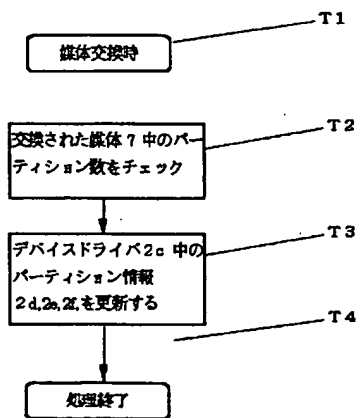 T1
媒体交換時
T2
交換された媒体7中のパー
ティション数をチェック
T3
デバイスドライバ2c中の
パーティション情報
2d,2e,2f,を更新する
T4
処理終了